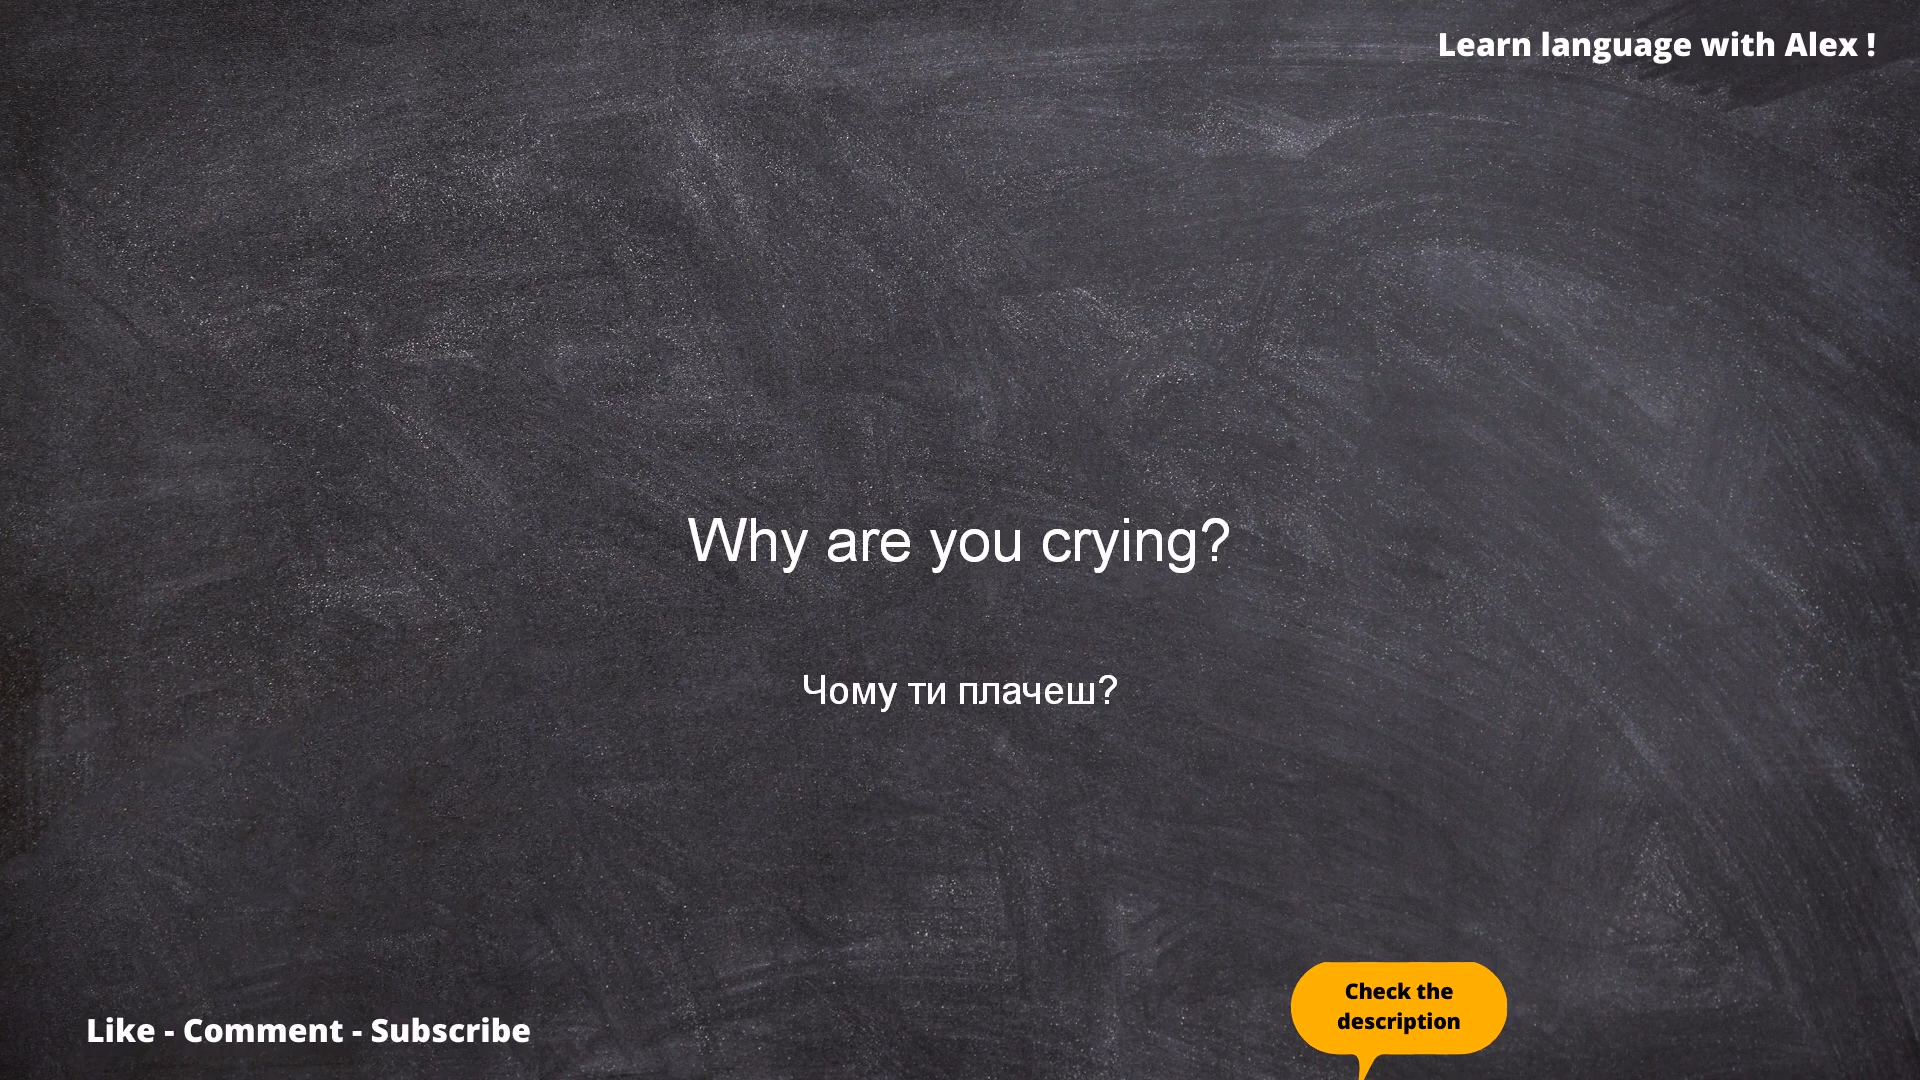 Learn language with Alex !
Why are you crying?
Чому ти плачеш?
Check the
description
Like - Comment - Subscribe